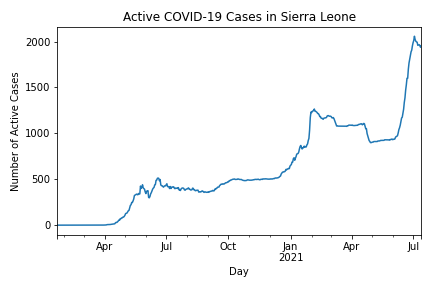 Active COVID-19 Cases in Sierra Leone
Number of Active Cases
2000
1500
1000
500
0
Apr
Jul
Oct
Jan
2021
Apr
Jul
Day